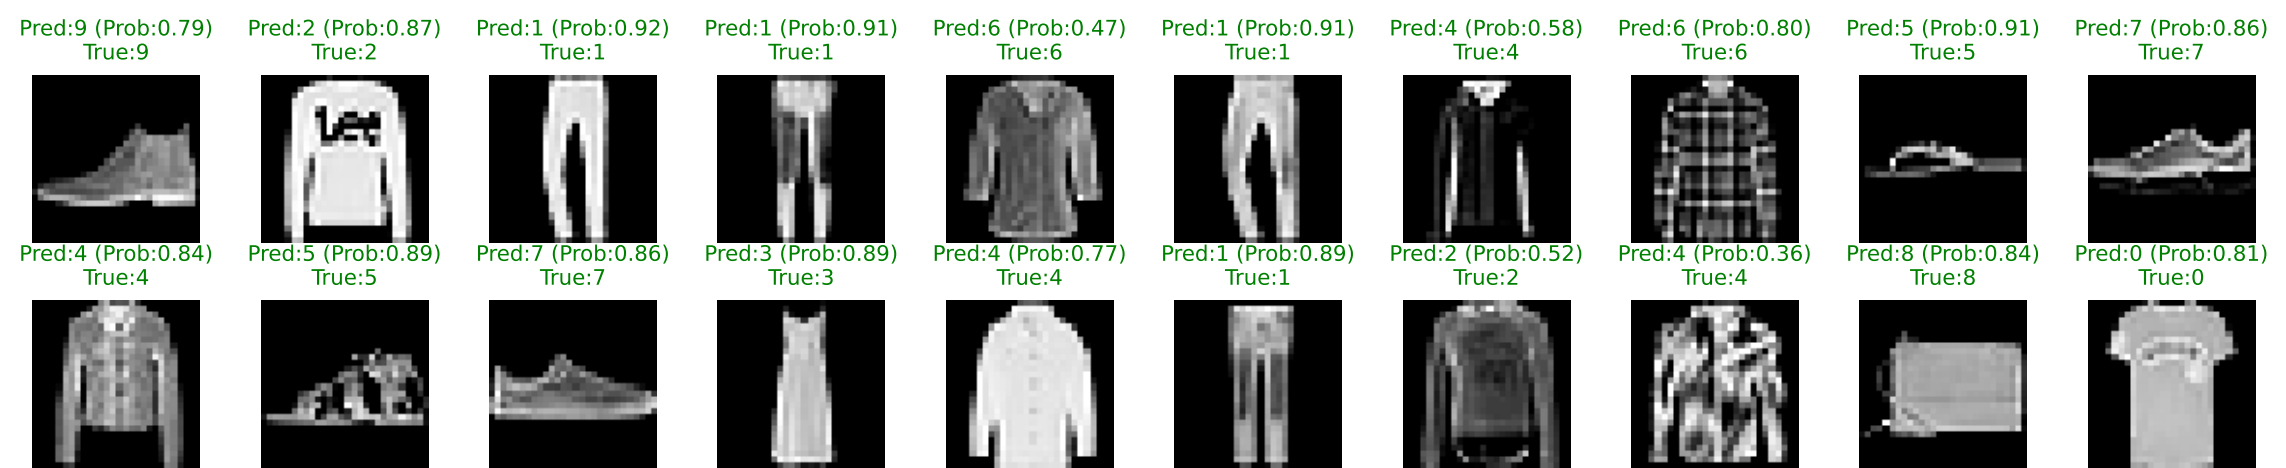 Pred:9 (Prob:0.79) Pred:2 (Prob:0.87) Pred:1 (Prob:0.92) Pred:1 (Prob:0.91) Pred:6 (Prob:0.47) Pred:1 (Prob:0.91) Pred:4 (Prob:0.58) Pred:6 (Prob:0.80) Pred:5 (Prob:0.91) Pred:7 (Prob:0.86)
True:9 True:2 True:1 True:1 True:6 True:1 True:4 True:6 True:5 True:7
Lee
Pred:4 (Prob:0.84) Pred:5 (Prob:0.89) Pred:7 (Prob:0.86) Pred:3 (Prob:0.89) Pred:4 (Prob:0.77) Pred:1 (Prob:0.89) Pred:2 (Prob:0.52) Pred:4 (Prob:0.36) Pred:8 (Prob:0.84) Pred:0 (Prob:0.81)
True:4 True:5 True:7 True:3 True:4 True:1 True:2 True:4 True:8 True:0